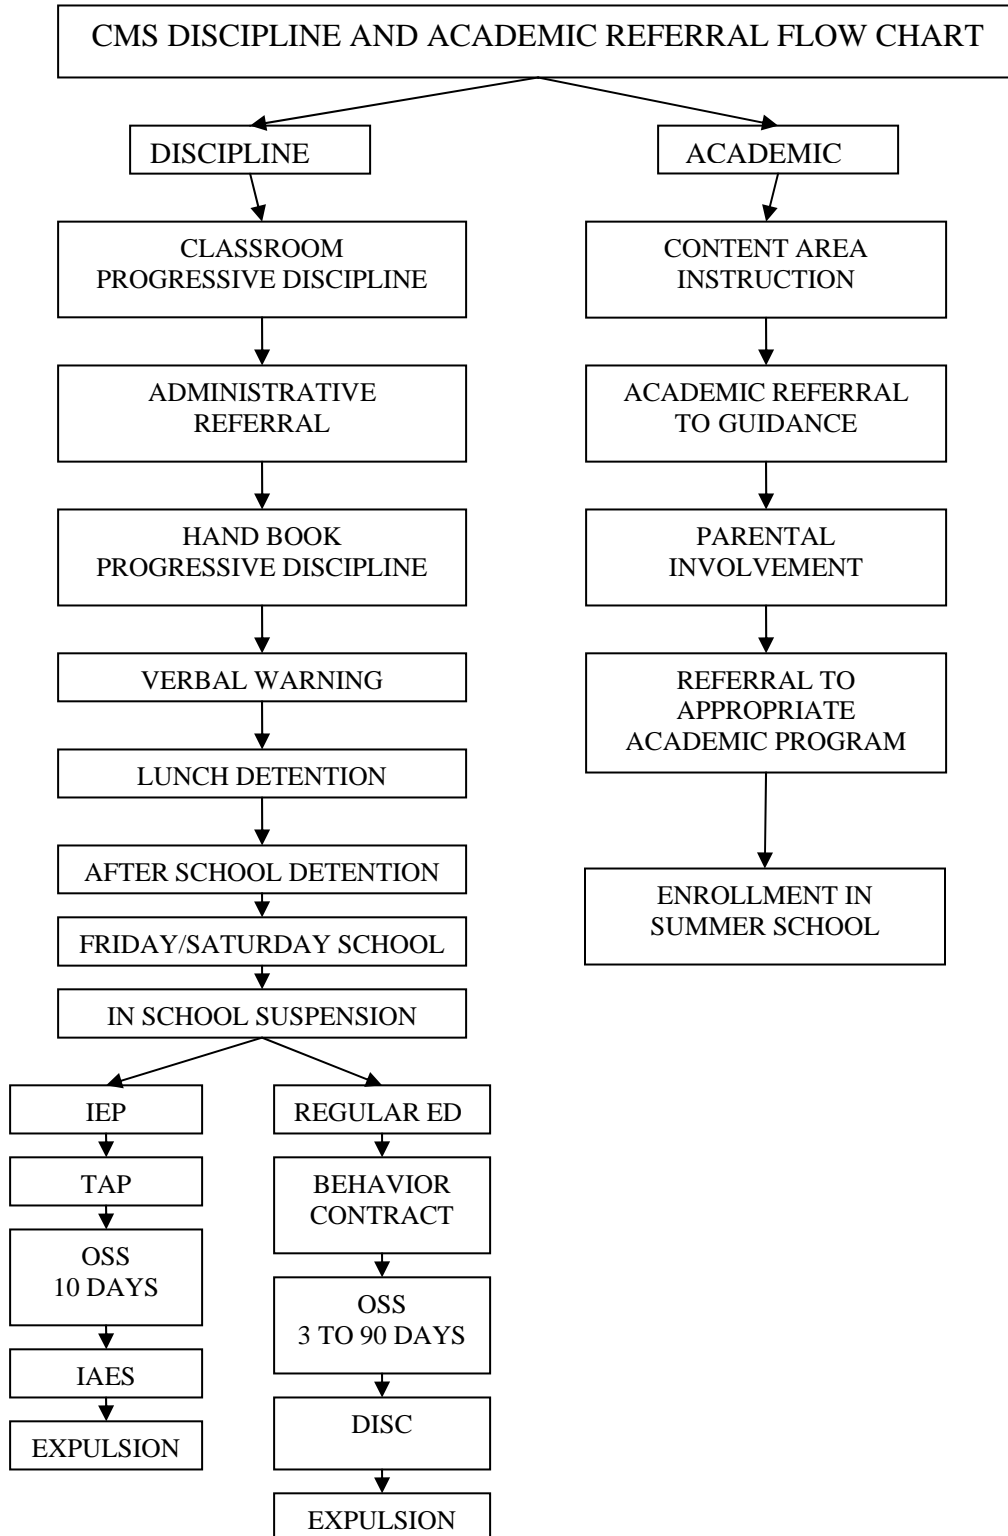 CMS DISCIPLINE AND ACADEMIC REFERRAL FLOW CHART
DISCIPLINE
ACADEMIC
CLASSROOM
PROGRESSIVE DISCIPLINE
CONTENT AREA
INSTRUCTION
ADMINISTRATIVE
REFERRAL
ACADEMIC REFERRAL
TO GUIDANCE
HAND BOOK
PROGRESSIVE DISCIPLINE
PARENTAL
INVOLVEMENT
VERBAL WARNING
REFERRAL TO
APPROPRIATE
ACADEMIC PROGRAM
LUNCH DETENTION
AFTER SCHOOL DETENTION
ENROLLMENT IN
SUMMER SCHOOL
FRIDAY/SATURDAY SCHOOL
IN SCHOOL SUSPENSION
IEP
REGULAR ED
TAP
BEHAVIOR
CONTRACT
OSS
10 DAYS
OSS
3 TO 90 DAYS
IAES
DISC
EXPULSION
EXPULSION